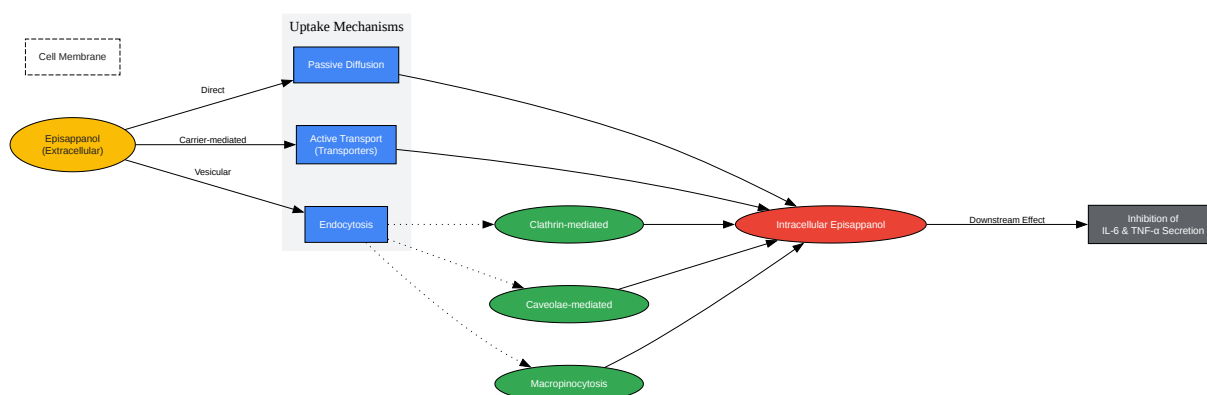 Uptake Mechanisms
Cell Membrane
Passive Diffusion
Direct
Episappanol
(Extracellular)
Carrier-mediated
Active Transport
(Transporters)
Vesicular
Endocytosis
Clathrin-mediated
Intracellular Episappanol
Downstream Effect
Inhibition of
IL-6 & TNF-α Secretion
Caveolae-mediated
Macropinocytosis